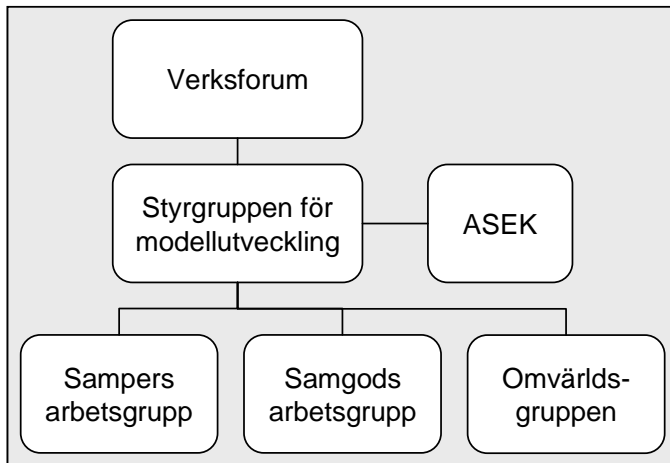 Verksforum
Styrgruppen för
modellutveckling
ASEK
Sampers
arbetsgrupp
Samgods
arbetsgrupp
Omvärlds-
gruppen